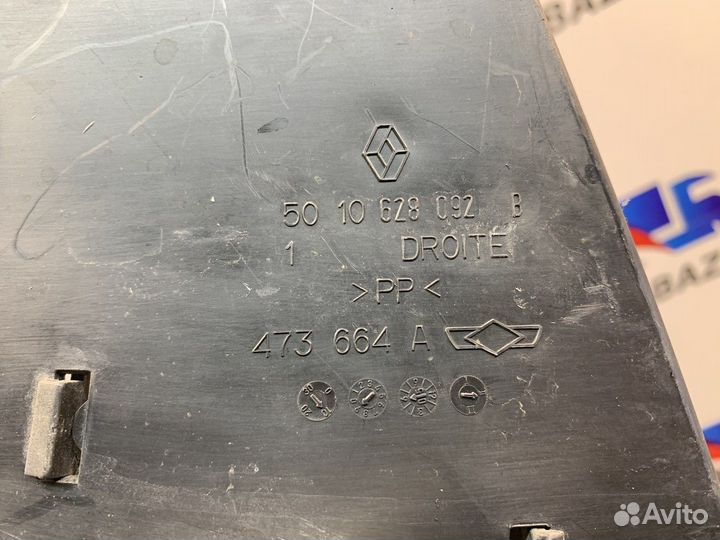 50 10 628 092 B
1 DROITE
>PP<
473 664 A
Avito